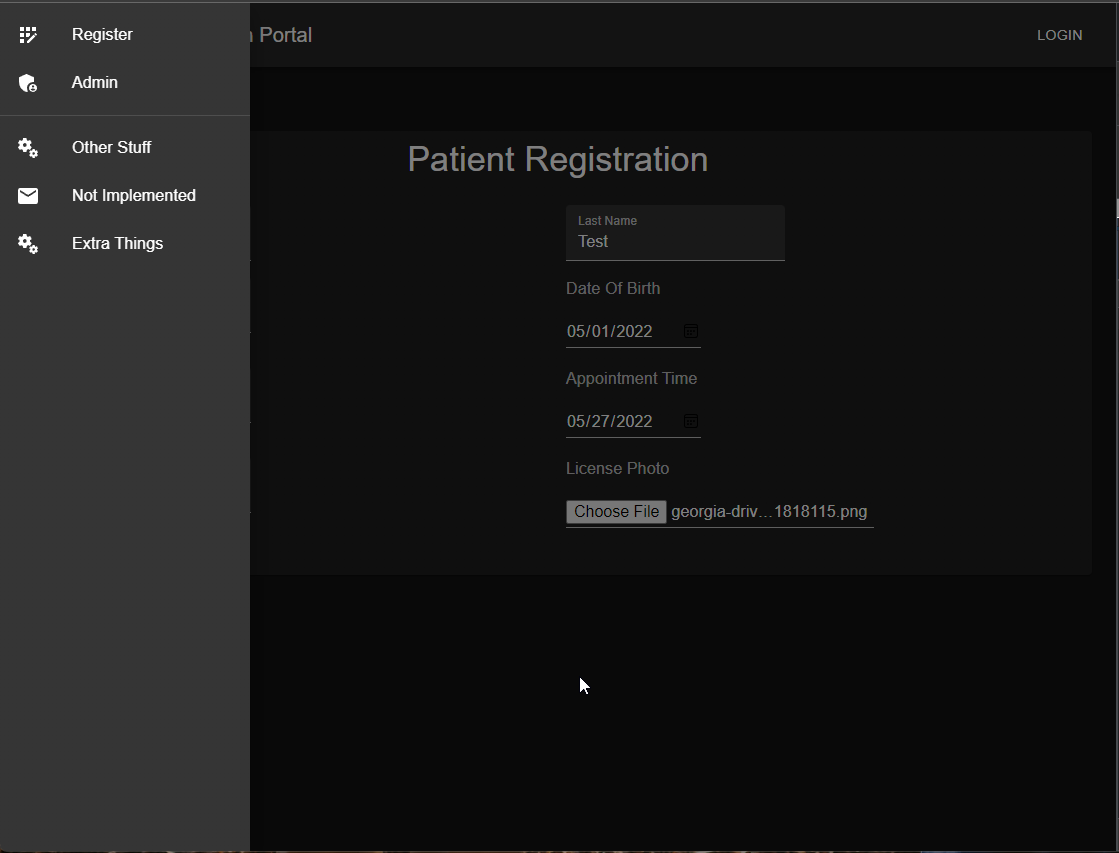 Register
Portal
LOGIN
Admin
Other Stuff
Not Implemented
Extra Things
Patient Registration
Last Name
Test
Date Of Birth
05/01/2022
Appointment Time
05/27/2022
License Photo
Choose File georgia-driv...1818115.png